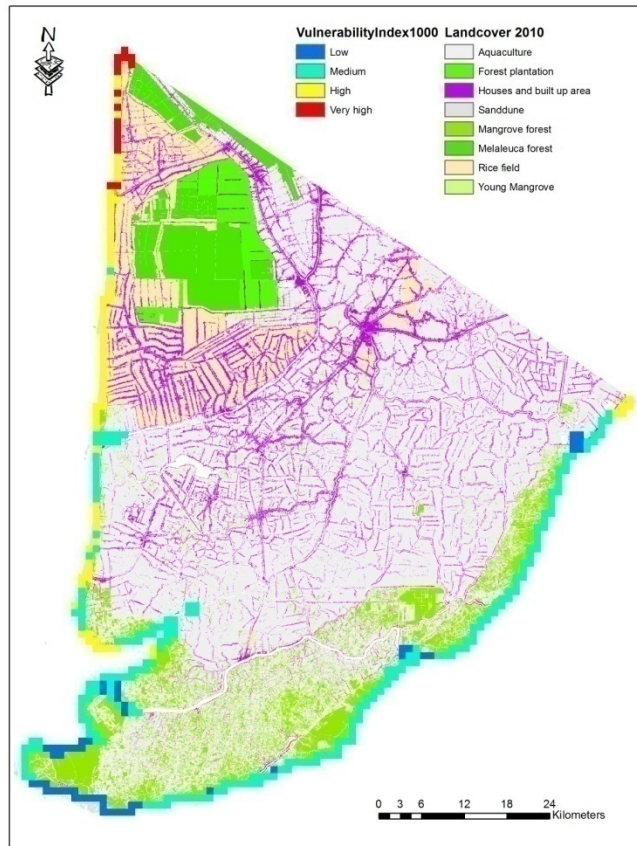 N
VulnerabilityIndex1000
Low
Medium
High
Very high
Landcover 2010
Aquaculture
Forest plantation
Houses and built up area
Sanddune
Mangrove forest
Melaleuca forest
Rice field
Young Mangrove
0 3 6 12 18 24
Kilometers